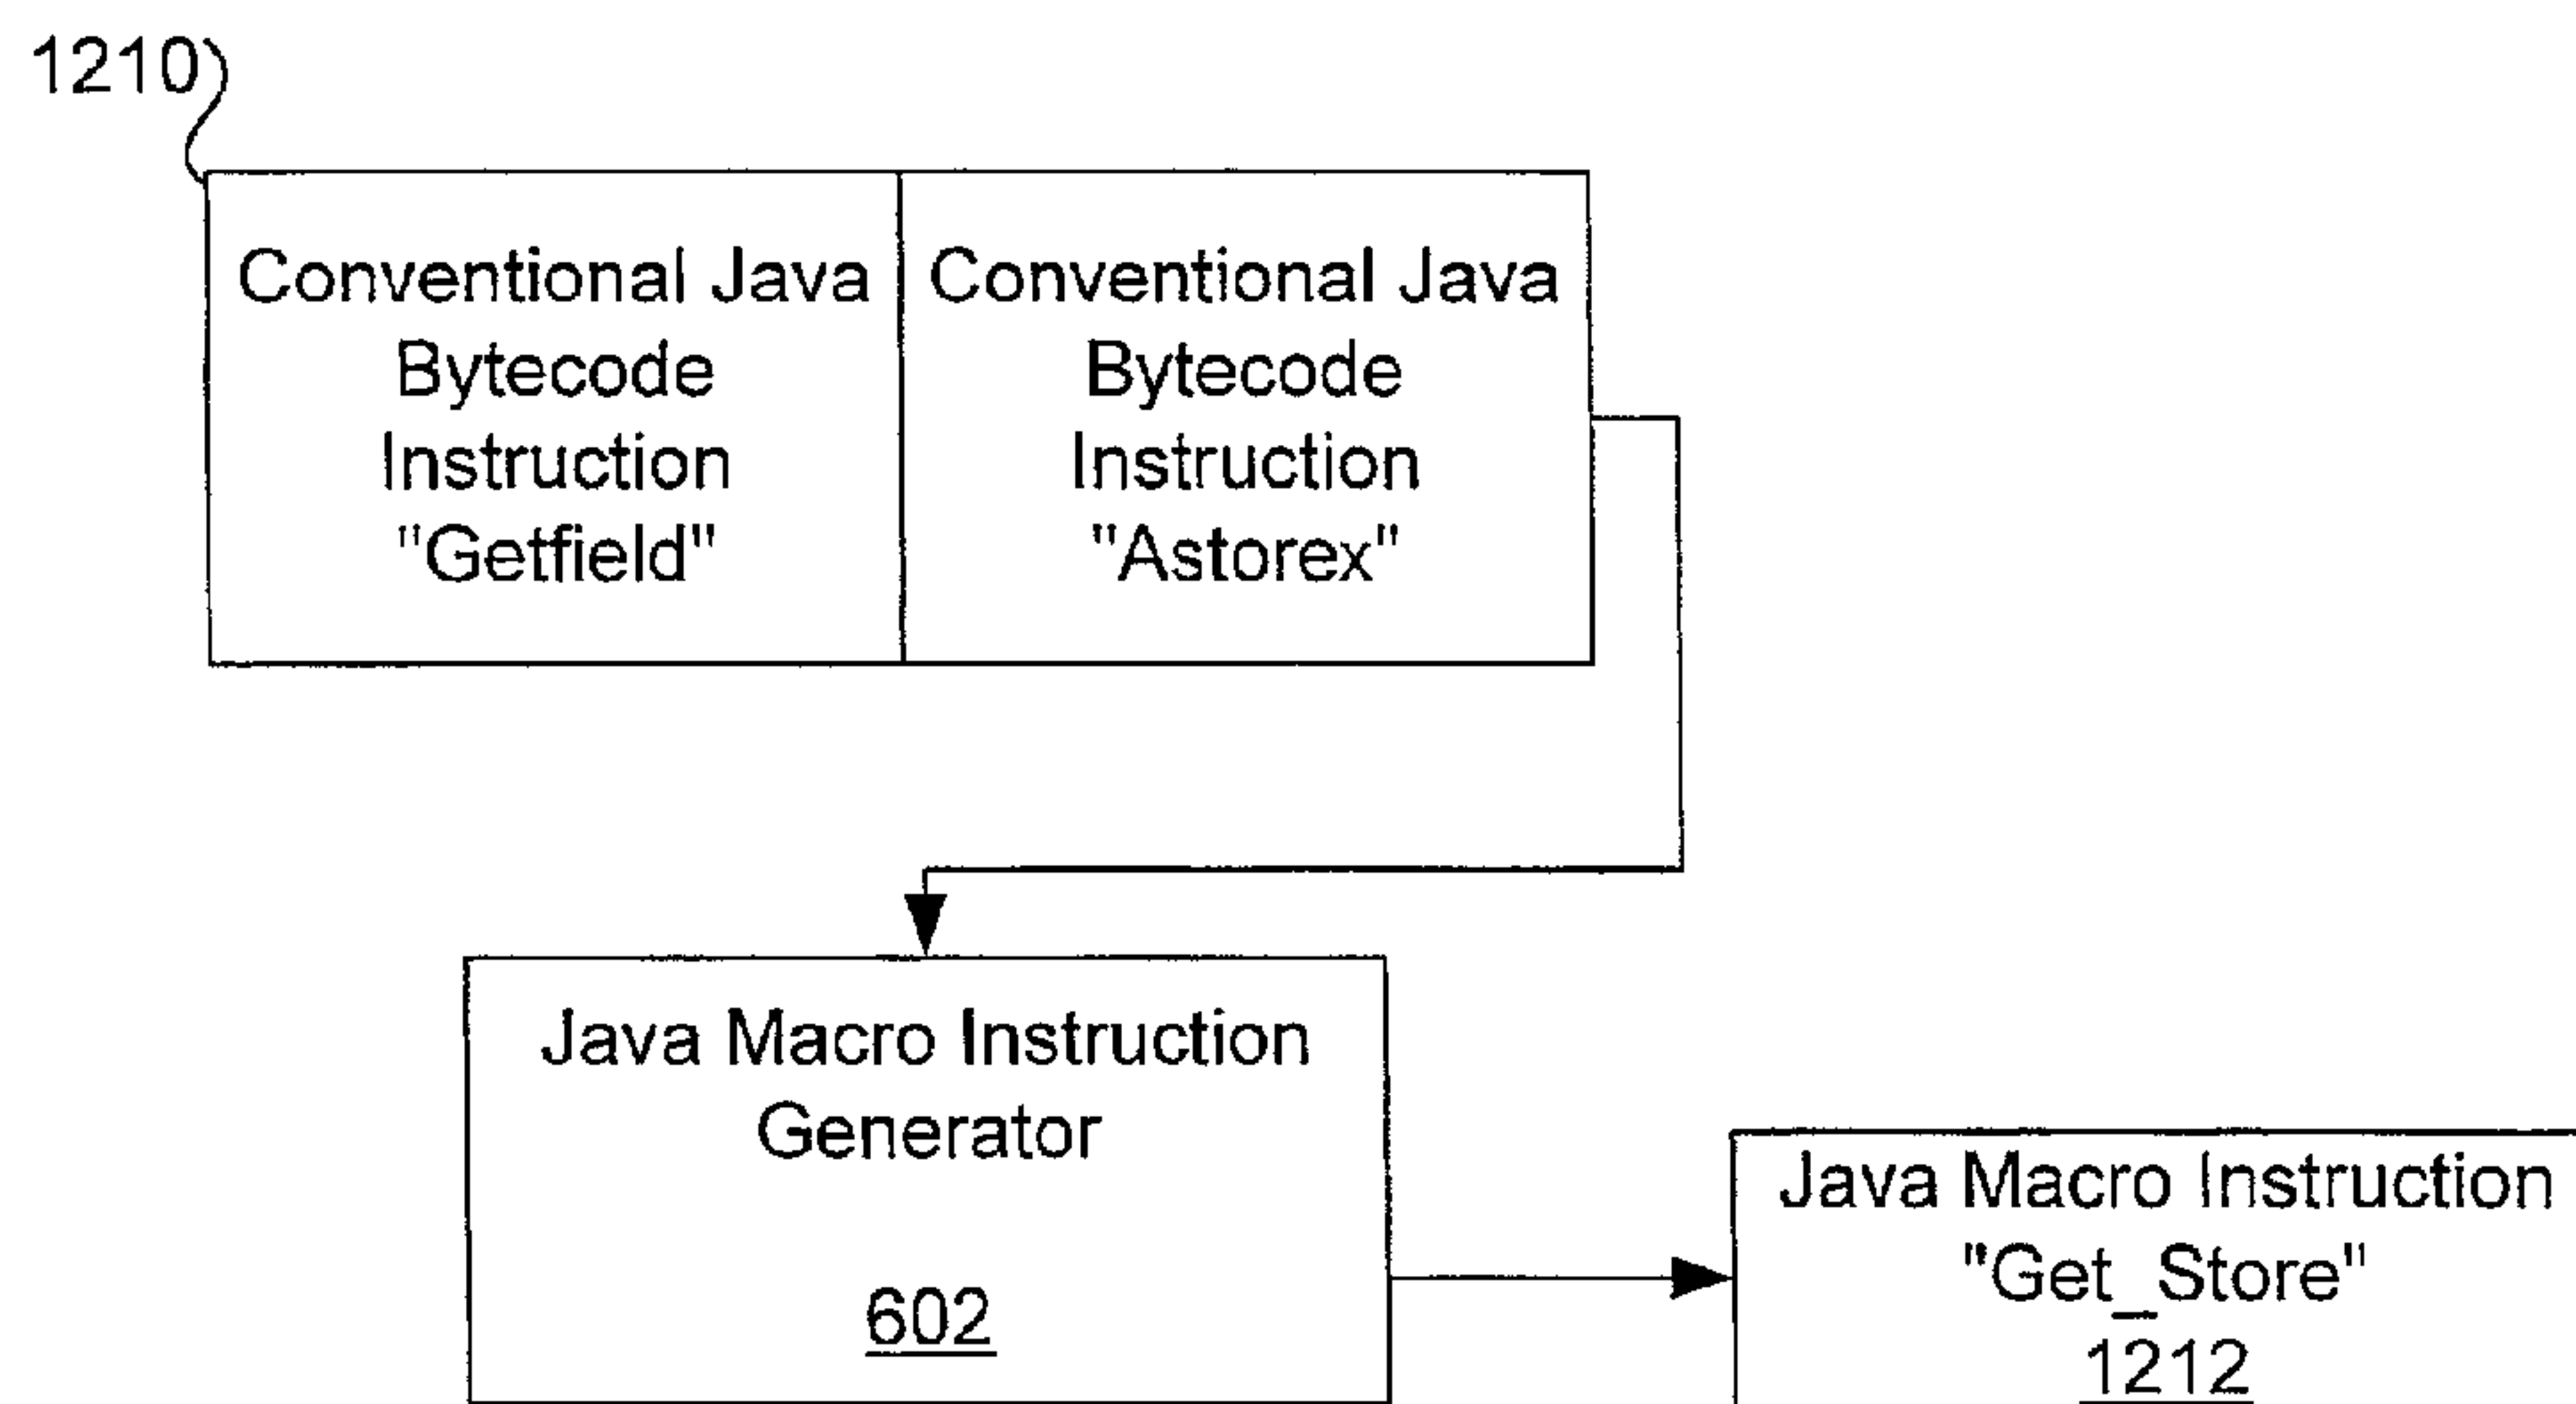 1210
Conventional Java
Bytecode
Instruction
"Getfield"
Conventional Java
Bytecode
Instruction
"Astorex"
Java Macro Instruction
Generator
602
Java Macro Instruction
"Get_Store"
1212